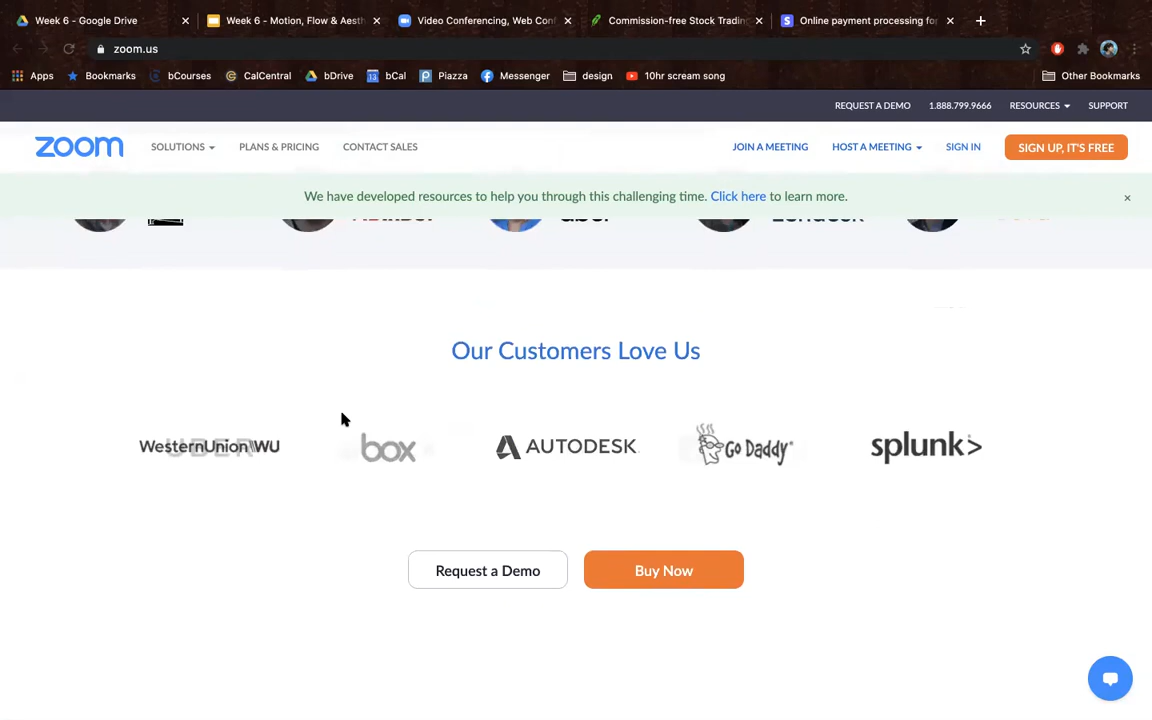 Week 6 - Google Drive
Week 6 - Motion, Flow & Aesth
Video Conferencing, Web Conf
Commission-free Stock Trading
Online payment processing for
zoom.us
Apps
Bookmarks
bCourses
CalCentral
bDrive
13
bCal
Piazza
Messenger
design
10hr scream song
Other Bookmarks
REQUEST A DEMO
1.888.799.9666
RESOURCES
SUPPORT
zoom
SOLUTIONS
PLANS & PRICING
CONTACT SALES
JOIN A MEETING
HOST A MEETING
SIGN IN
SIGN UP, IT'S FREE
We have developed resources to help you through this challenging time. Click here to learn more.
Our Customers Love Us
WesternUnion WU
UBER
box
AUTODESK
Go Daddy
splunk>
Request a Demo
Buy Now